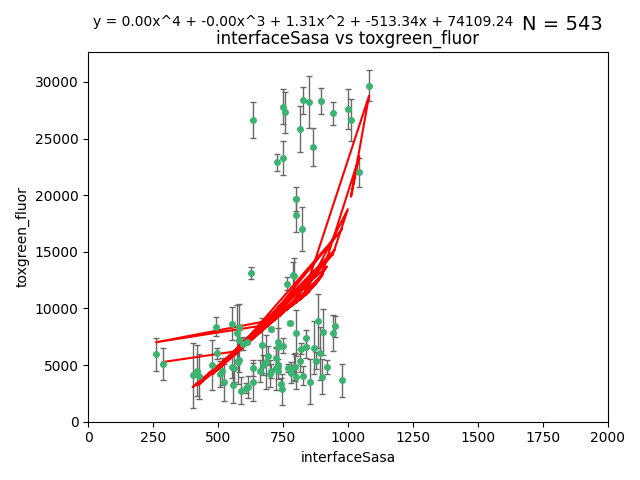 y = 0.00x^4 + -0.00x^3 + 1.31x^2 + -513.34x + 74109.24 N = 543
interfaceSasa vs toxgreen_fluor
30000
25000
20000
15000
10000
5000
0
toxgreen_fluor
0 250 500 750 1000 1250 1500 1750 2000
interfaceSasa